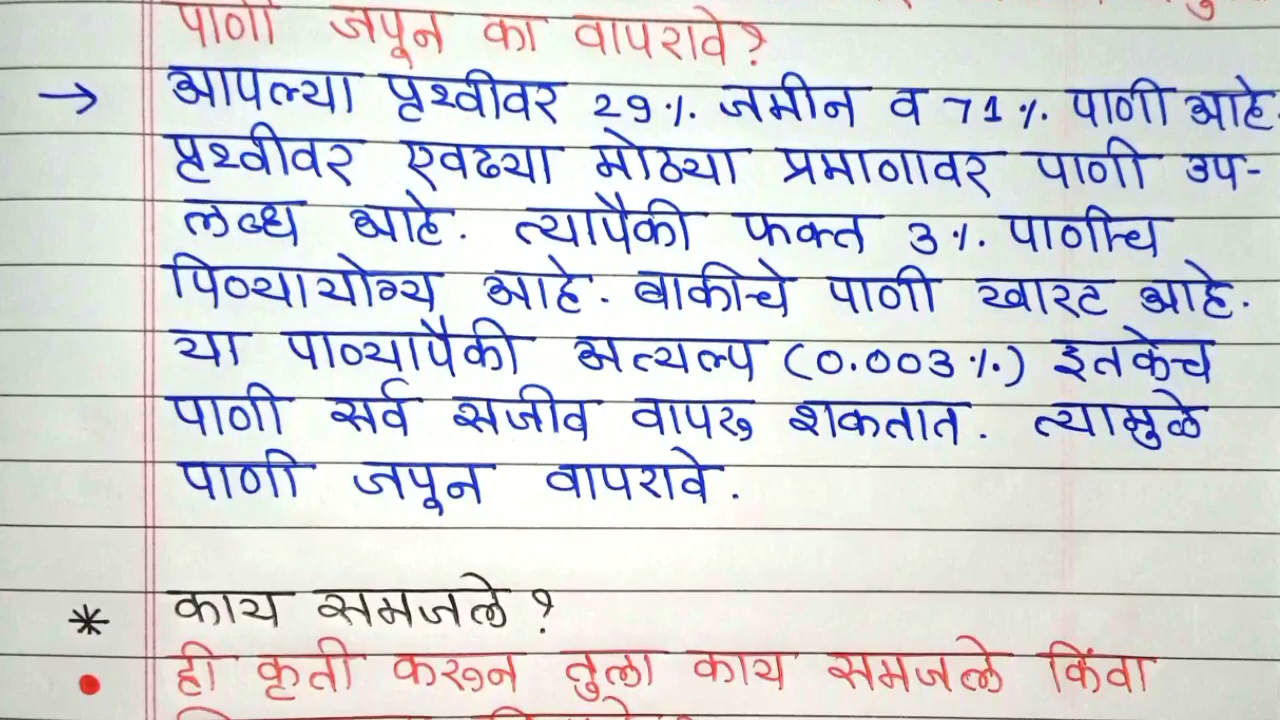 पाणी जपून का वापरावे?
→ आपल्या पृथ्वीवर 29%. जमीन व 71%. पाणी आहे.
पृथ्वीवर एवढ्या मोठ्या प्रमाणावर पाणी उप-
लब्ध आहे. त्यापैकी फक्त 3%. पाणीच
पिण्यायोग्य आहे. बाकीचे पाणी खारट आहे.
या पाण्यापैकी अत्यल्प (0.003%.) इतकेच
पाणी सर्व सजीव वापरू शकतात. त्यामुळे
पाणी जपून वापरावे.
* काय समजले?
• ही कृती करून तुला काय समजले किंवा